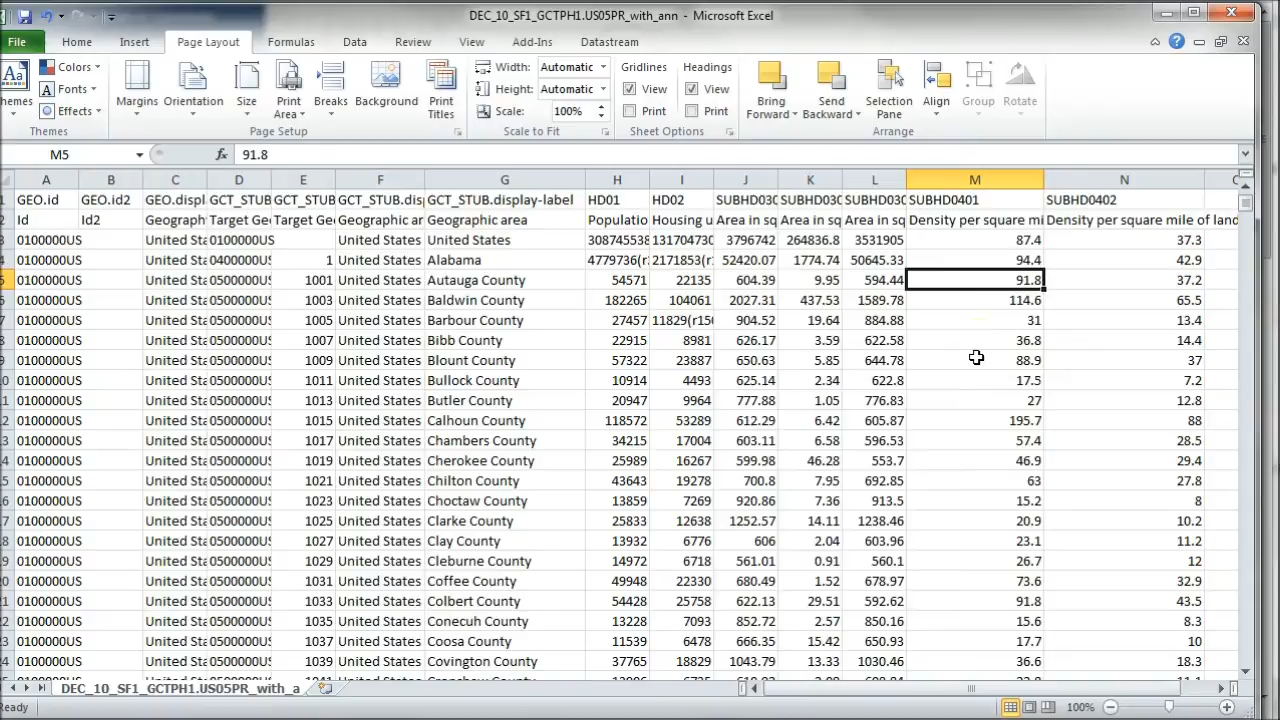 DEC_10_SF1_GCTPH1.US05PR_with_ann - Microsoft Excel
File Home Insert Page Layout Formulas Data Review View Add-Ins Datastream
Aa Colors Margins Orientation Size Print Area Breaks Background Print Titles Width: Automatic Gridlines Headings Bring Forward Send Backward Selection Pane Align Group Rotate
Fonts Height: Automatic View View
Effects Scale: 100% Print Print
Themes Page Setup Scale to Fit Sheet Options Arrange
M5 fx 91.8
A B C D E F G H I J K L M N
GEO.id GEO.id2 GEO.displ GCT_STUB GCT_STUB GCT_STUB.disp GCT_STUB.display-label HD01 HD02 SUBHD030 SUBHD030 SUBHD030 SUBHD0401 SUBHD0402
Id Id2 Geograph Target Ge Target Ge Geographic ar Geographic area Populatio Housing u Area in sq Area in sq Area in sq Density per square mi Density per square mile of land
0100000US United Sta 0100000US United States United States 308745538 131704730 3796742 264836.8 3531905 87.4 37.3
0100000US United Sta 0400000US 1 United States Alabama 4779736(r 2171853(r 52420.07 1774.74 50645.33 94.4 42.9
0100000US United Sta 0500000US 1001 United States Autauga County 54571 22135 604.39 9.95 594.44 91.8 37.2
0100000US United Sta 0500000US 1003 United States Baldwin County 182265 104061 2027.31 437.53 1589.78 114.6 65.5
0100000US United Sta 0500000US 1005 United States Barbour County 27457 11829(r15 904.52 19.64 884.88 31 13.4
0100000US United Sta 0500000US 1007 United States Bibb County 22915 8981 626.17 3.59 622.58 36.8 14.4
0100000US United Sta 0500000US 1009 United States Blount County 57322 23887 650.63 5.85 644.78 88.9 37
0100000US United Sta 0500000US 1011 United States Bullock County 10914 4493 625.14 2.34 622.8 17.5 7.2
0100000US United Sta 0500000US 1013 United States Butler County 20947 9964 777.88 1.05 776.83 27 12.8
0100000US United Sta 0500000US 1015 United States Calhoun County 118572 53289 612.29 6.42 605.87 195.7 88
0100000US United Sta 0500000US 1017 United States Chambers County 34215 17004 603.11 6.58 596.53 57.4 28.5
0100000US United Sta 0500000US 1019 United States Cherokee County 25989 16267 599.98 46.28 553.7 46.9 29.4
0100000US United Sta 0500000US 1021 United States Chilton County 43643 19278 700.8 7.95 692.85 63 27.8
0100000US United Sta 0500000US 1023 United States Choctaw County 13859 7269 920.86 7.36 913.5 15.2 8
0100000US United Sta 0500000US 1025 United States Clarke County 25833 12638 1252.57 14.11 1238.46 20.9 10.2
0100000US United Sta 0500000US 1027 United States Clay County 13932 6776 606 2.04 603.96 23.1 11.2
0100000US United Sta 0500000US 1029 United States Cleburne County 14972 6718 561.01 0.91 560.1 26.7 12
0100000US United Sta 0500000US 1031 United States Coffee County 49948 22330 680.49 1.52 678.97 73.6 32.9
0100000US United Sta 0500000US 1033 United States Colbert County 54428 25758 622.13 29.51 592.62 91.8 43.5
0100000US United Sta 0500000US 1035 United States Conecuh County 13228 7093 852.72 2.57 850.16 15.6 8.3
0100000US United Sta 0500000US 1037 United States Coosa County 11539 6478 666.35 15.42 650.93 17.7 10
0100000US United Sta 0500000US 1039 United States Covington County 37765 18829 1043.79 13.33 1030.46 36.6 18.3
DEC_10_SF1_GCTPH1.US05PR_with_a
Ready 100%